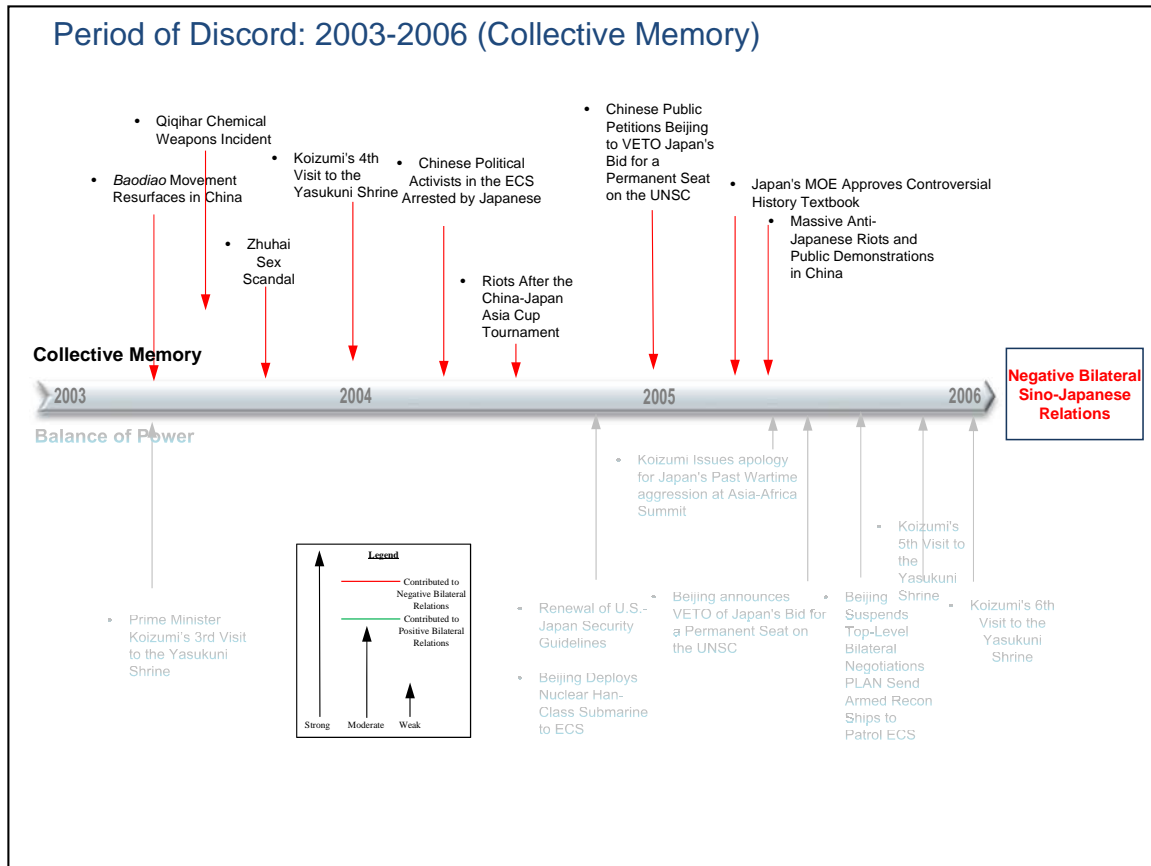 Period of Discord: 2003-2006 (Collective Memory)
• Qiqihar Chemical
Weapons Incident
• Baodiao Movement
Resurfaces in China
• Zhuhai
Sex
Scandal
• Koizumi's 4th
Visit to the
Yasukuni Shrine
• Chinese Political
Activists in the ECS
Arrested by Japanese
• Riots After the
China-Japan
Asia Cup
Tournament
• Chinese Public
Petitions Beijing
to VETO Japan's
Bid for a
Permanent Seat
on the UNSC
• Japan's MOE Approves Controversial
History Textbook
• Massive Anti-
Japanese Riots and
Public Demonstrations
in China
Collective Memory
2003
2004
2005
2006
Negative Bilateral
Sino-Japanese
Relations
Balance of Power
• Prime Minister
Koizumi's 3rd Visit
to the Yasukuni
Shrine
Legend
Contributed to
Negative Bilateral
Relations
Contributed to
Positive Bilateral
Relations
Strong
Moderate
Weak
• Renewal of U.S.-
Japan Security
Guidelines
• Beijing Deploys
Nuclear Han-
Class Submarine
to ECS
• Koizumi Issues apology
for Japan's Past Wartime
aggression at Asia-Africa
Summit
• Beijing announces
VETO of Japan's Bid for
a Permanent Seat on
the UNSC
• Beijing
Suspends
Top-Level
Bilateral
Negotiations
PLAN Send
Armed Recon
Ships to
Patrol ECS
• Koizumi's
5th Visit to
the
Yasukuni
Shrine
• Koizumi's 6th
Visit to the
Yasukuni
Shrine